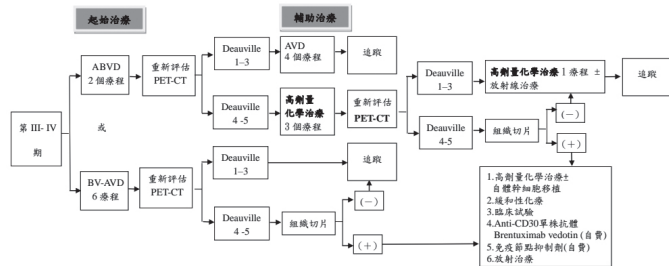 起始治療
輔助治療
第 III- IV
期
ABVD
2 個療程
或
BV-AVD
6 療程
重新評估
PET-CT
Deauville
1–3
AVD
4 個療程
追蹤
Deauville
4 -5
高劑量
化學治療
3 個療程
重新評估
PET-CT
Deauville
1–3
高劑量化學治療 1 療程 ±
放射線治療
追蹤
Deauville
4-5
組織切片
(－)
(＋)
重新評估
PET-CT
Deauville
1–3
追蹤
Deauville
4 -5
組織切片
(－)
(＋)
1.高劑量化學治療±
自體幹細胞移植
2.緩和性化療
3.臨床試驗
4.Anti-CD30單株抗體
Brentuximab vedotin (自費)
5.免疫節點抑制劑(自費)
6.放射治療